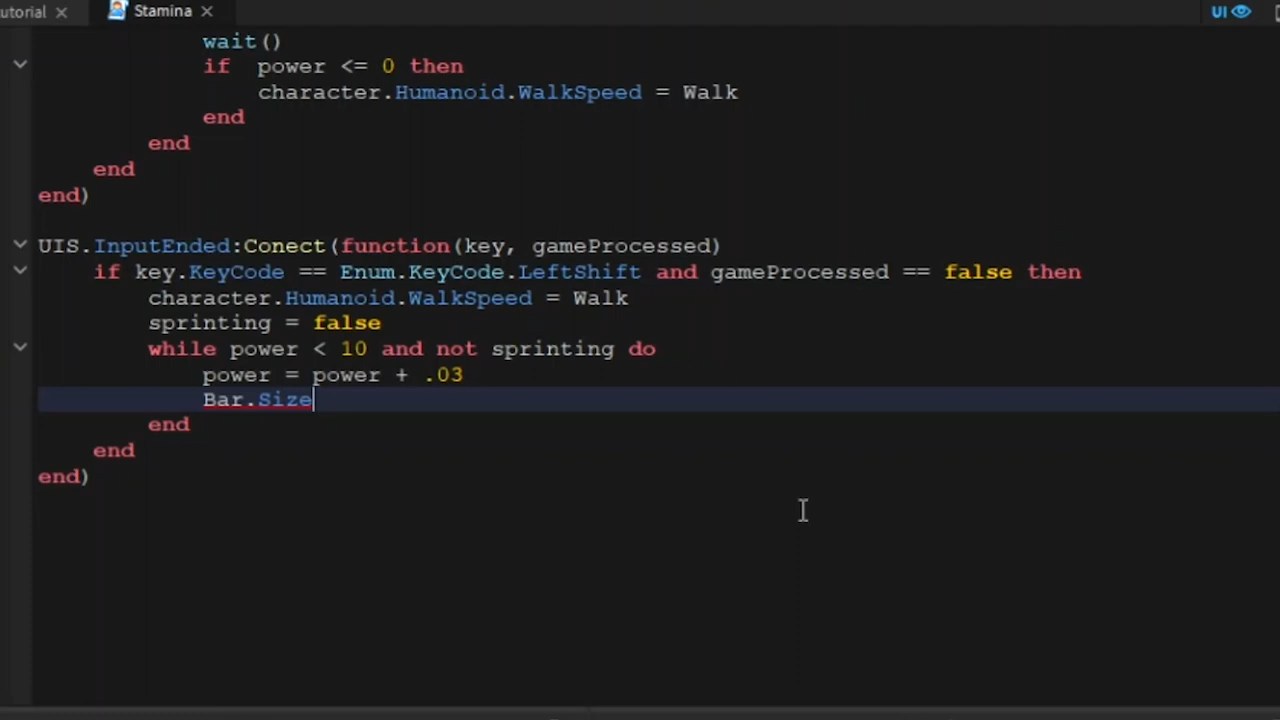 utorial Stamina UI
wait()
if power <= 0 then
character.Humanoid.WalkSpeed = Walk
end
end
end
end)
UIS.InputEnded:Conect(function(key, gameProcessed)
if key.KeyCode == Enum.KeyCode.LeftShift and gameProcessed == false then
character.Humanoid.WalkSpeed = Walk
sprinting = false
while power < 10 and not sprinting do
power = power + .03
Bar.Size
end
end
end)